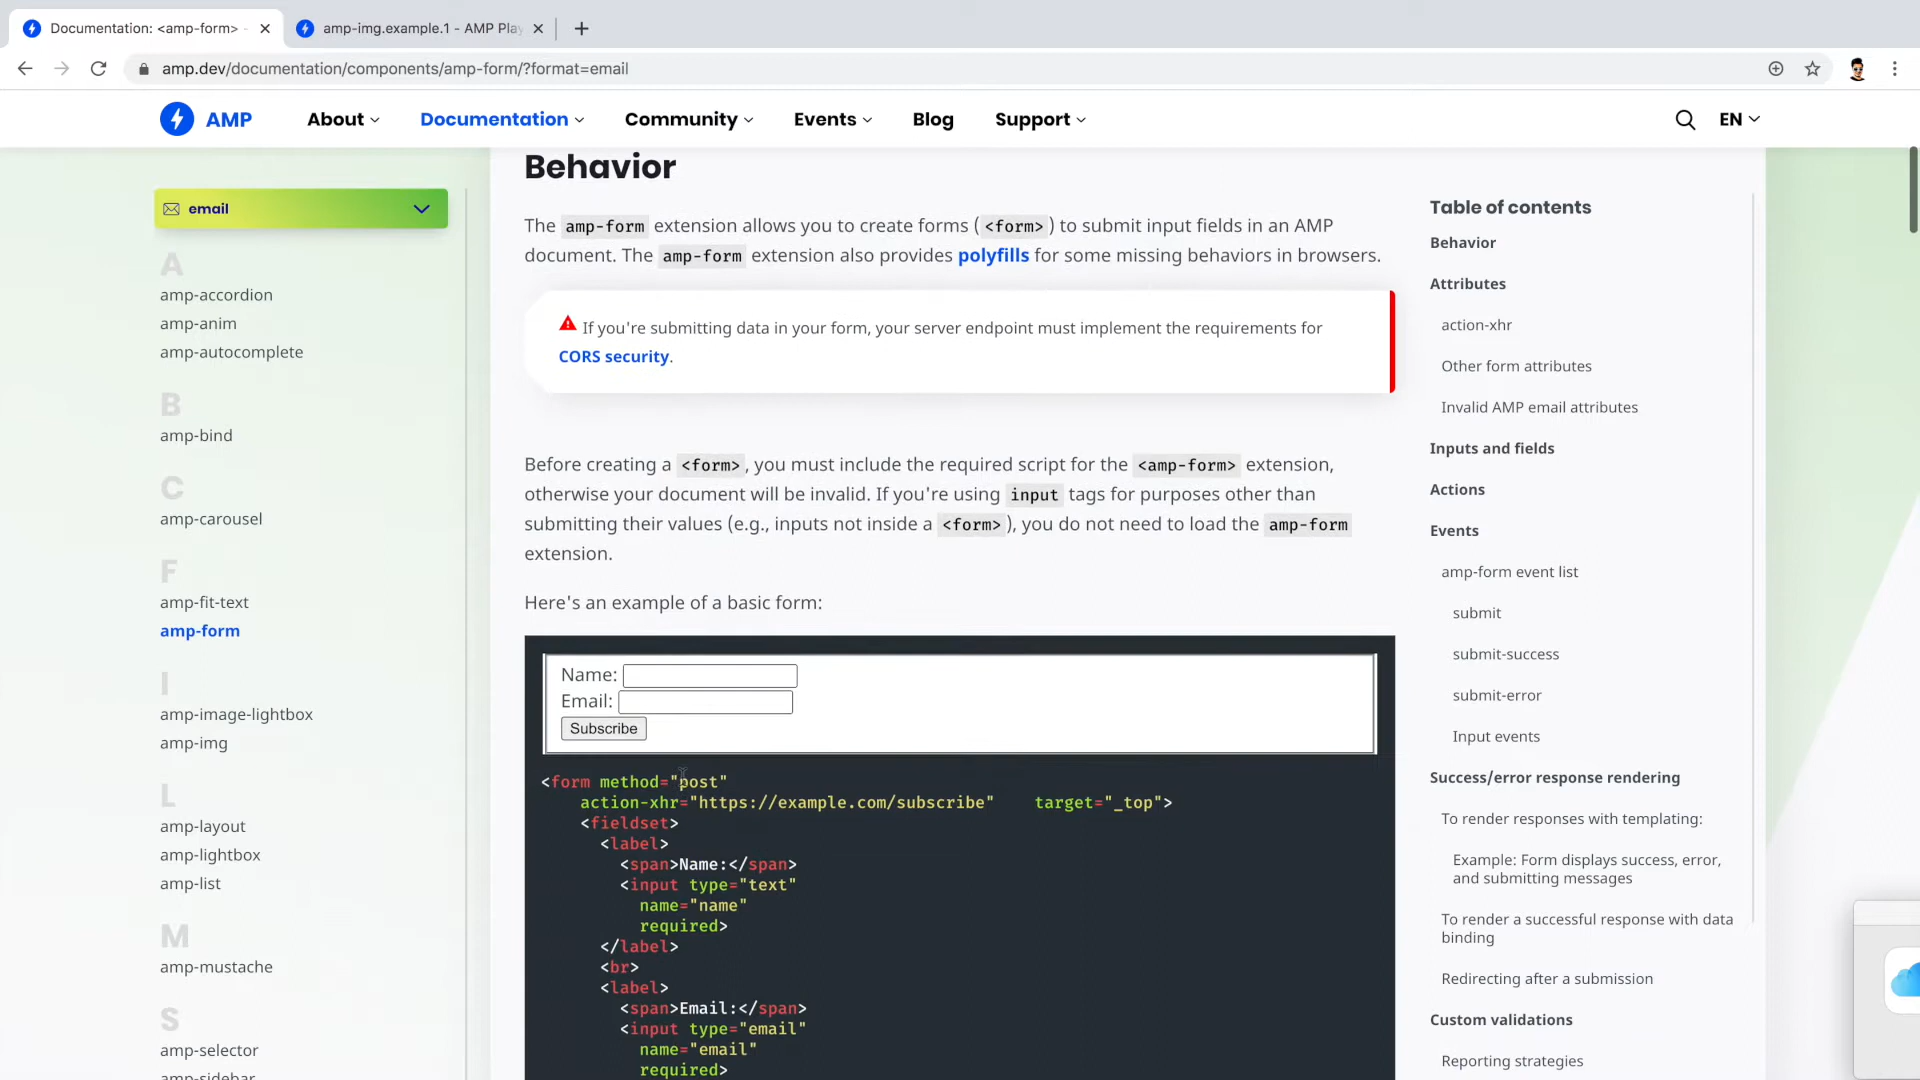 Documentation: <amp-form> -
amp-img.example.1 - AMP Play
amp.dev/documentation/components/amp-form/?format=email
AMP
About
Documentation
Community
Events
Blog
Support
EN
email
A
amp-accordion
amp-anim
amp-autocomplete
B
amp-bind
C
amp-carousel
F
amp-fit-text
amp-form
I
amp-image-lightbox
amp-img
L
amp-layout
amp-lightbox
amp-list
M
amp-mustache
S
amp-selector
amp-sidebar
Behavior
The amp-form extension allows you to create forms (<form>) to submit input fields in an AMP
document. The amp-form extension also provides polyfills for some missing behaviors in browsers.
If you're submitting data in your form, your server endpoint must implement the requirements for
CORS security.
Before creating a <form>, you must include the required script for the <amp-form> extension,
otherwise your document will be invalid. If you're using input tags for purposes other than
submitting their values (e.g., inputs not inside a <form>), you do not need to load the amp-form
extension.
Here's an example of a basic form:
Name:
Email:
Subscribe
<form method="post"
action-xhr="https://example.com/subscribe" target="_top">
<fieldset>
<label>
<span>Name:</span>
<input type="text"
name="name"
required>
</label>
<br>
<label>
<span>Email:</span>
<input type="email"
name="email"
required>
Table of contents
Behavior
Attributes
action-xhr
Other form attributes
Invalid AMP email attributes
Inputs and fields
Actions
Events
amp-form event list
submit
submit-success
submit-error
Input events
Success/error response rendering
To render responses with templating:
Example: Form displays success, error,
and submitting messages
To render a successful response with data
binding
Redirecting after a submission
Custom validations
Reporting strategies